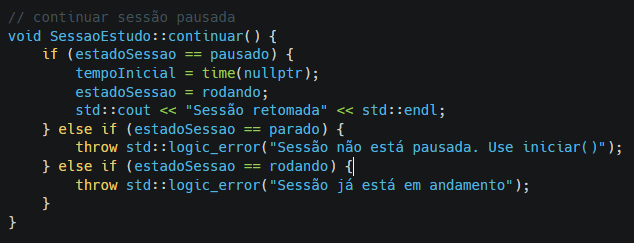 // continuar sessão pausada
void SessaoEstudo::continuar() {
    if (estadoSessao == pausado) {
        tempoInicial = time(nullptr);
        estadoSessao = rodando;
        std::cout << "Sessão retomada" << std::endl;
    } else if (estadoSessao == parado) {
        throw std::logic_error("Sessão não está pausada. Use iniciar()");
    } else if (estadoSessao == rodando) {
        throw std::logic_error("Sessão já está em andamento");
    }
}